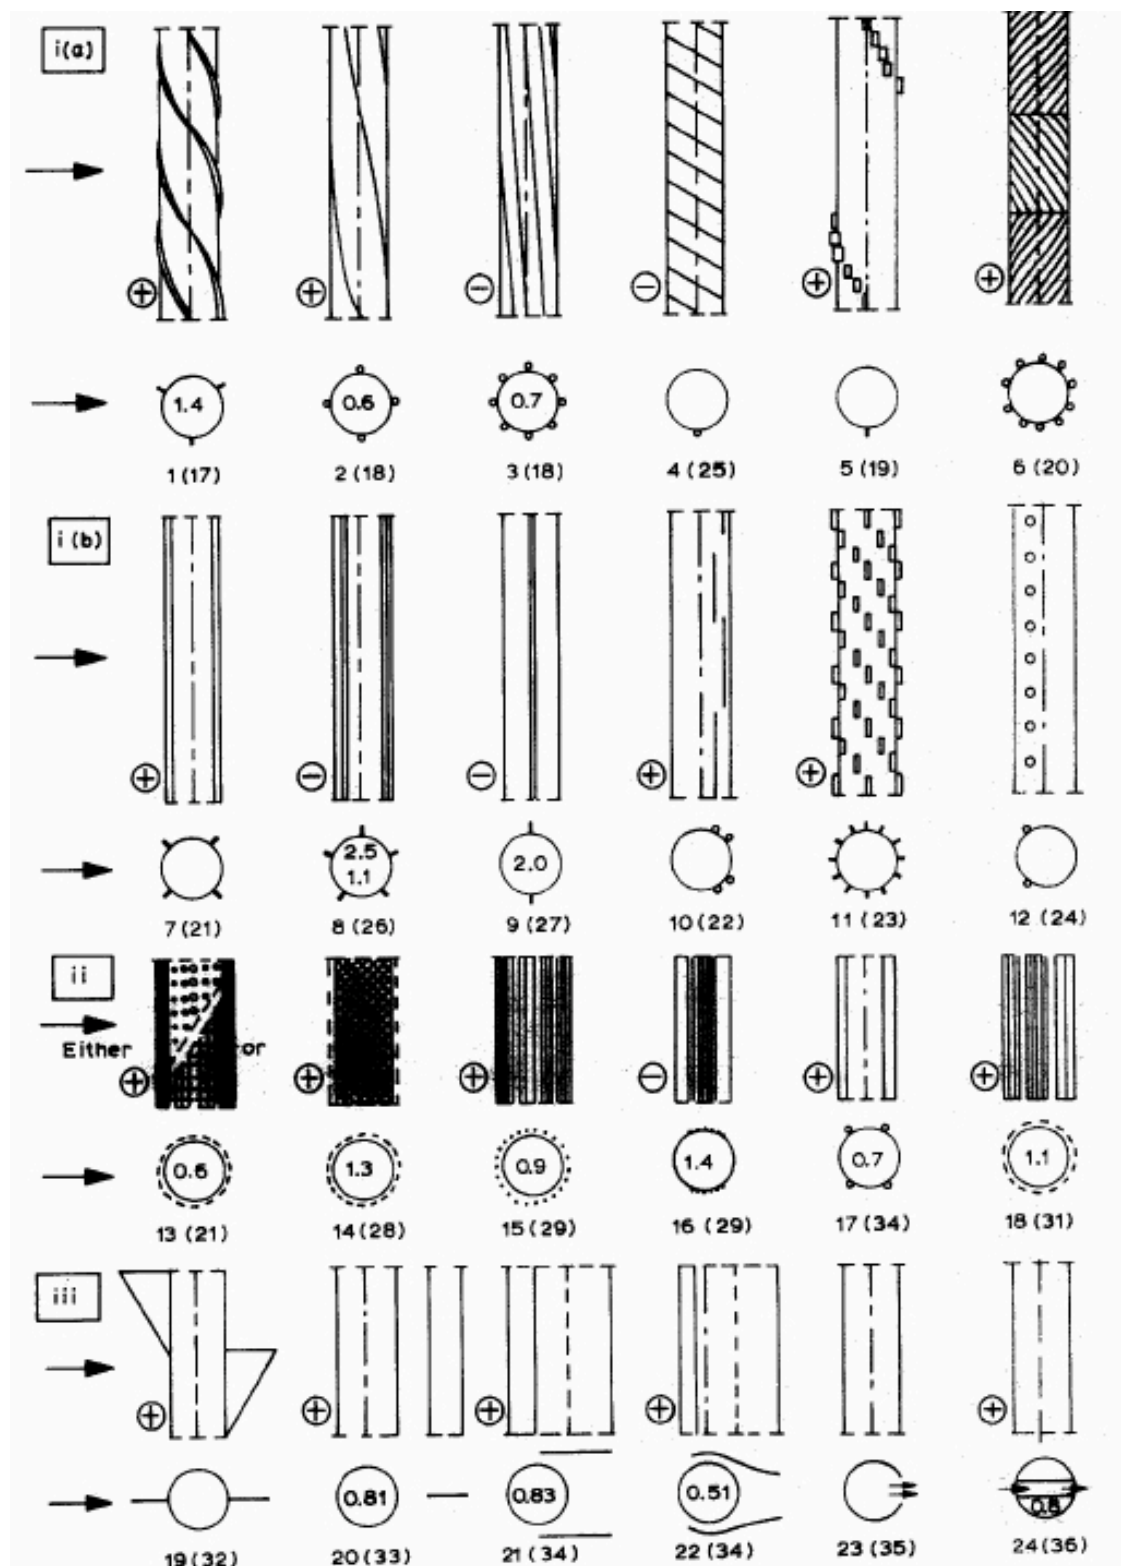 i(a)
+ + − − + +
1.4 0.6 0.7
1 (17) 2 (18) 3 (18) 4 (25) 5 (19) 6 (20)
i (b)
+ − − + +
2.5
1.1 2.0
7 (21) 8 (26) 9 (27) 10 (22) 11 (23) 12 (24)
ii
Either or
+ + + − + +
0.6 1.3 0.9 1.4 0.7 1.1
13 (21) 14 (28) 15 (29) 16 (29) 17 (34) 18 (31)
iii
+ + + + +
0.81 0.83 0.51 0.8
19 (32) 20 (33) 21 (34) 22 (34) 23 (35) 24 (36)